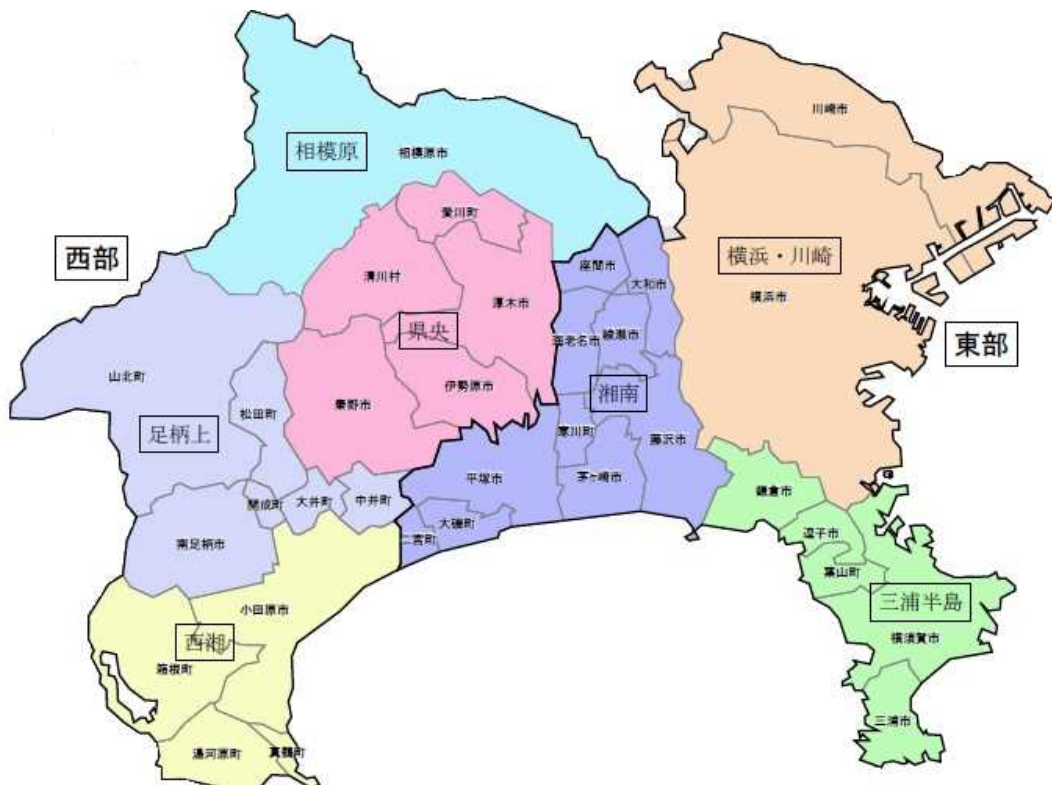 川崎市
相模原
相模原市
愛川町
西部
横浜・川崎
座間市
清川村
大和市
横浜市
厚木市
県央
海老名市
綾瀬市
東部
山北町
伊勢原市
湘南
秦野市
松田町
足柄上
寒川町
藤沢市
平塚市
茅ヶ崎市
中井町
大井町
開成町
鎌倉市
大磯町
逗子市
二宮町
南足柄市
葉山町
三浦半島
小田原市
西湘
横須賀市
箱根町
三浦市
湯河原町
真鶴町